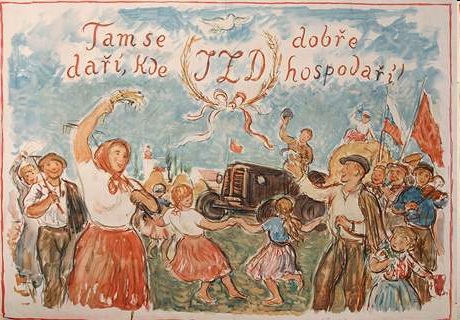 Tam se
daří, kde
JZD
dobře
hospodaří!